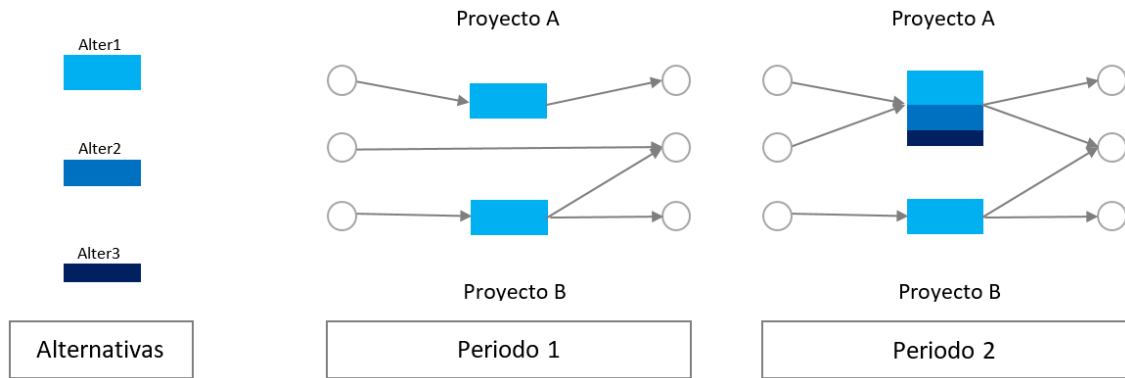 Alter1
Alter2
Alter3
Alternativas
Proyecto A
Proyecto B
Periodo 1
Proyecto A
Proyecto B
Periodo 2